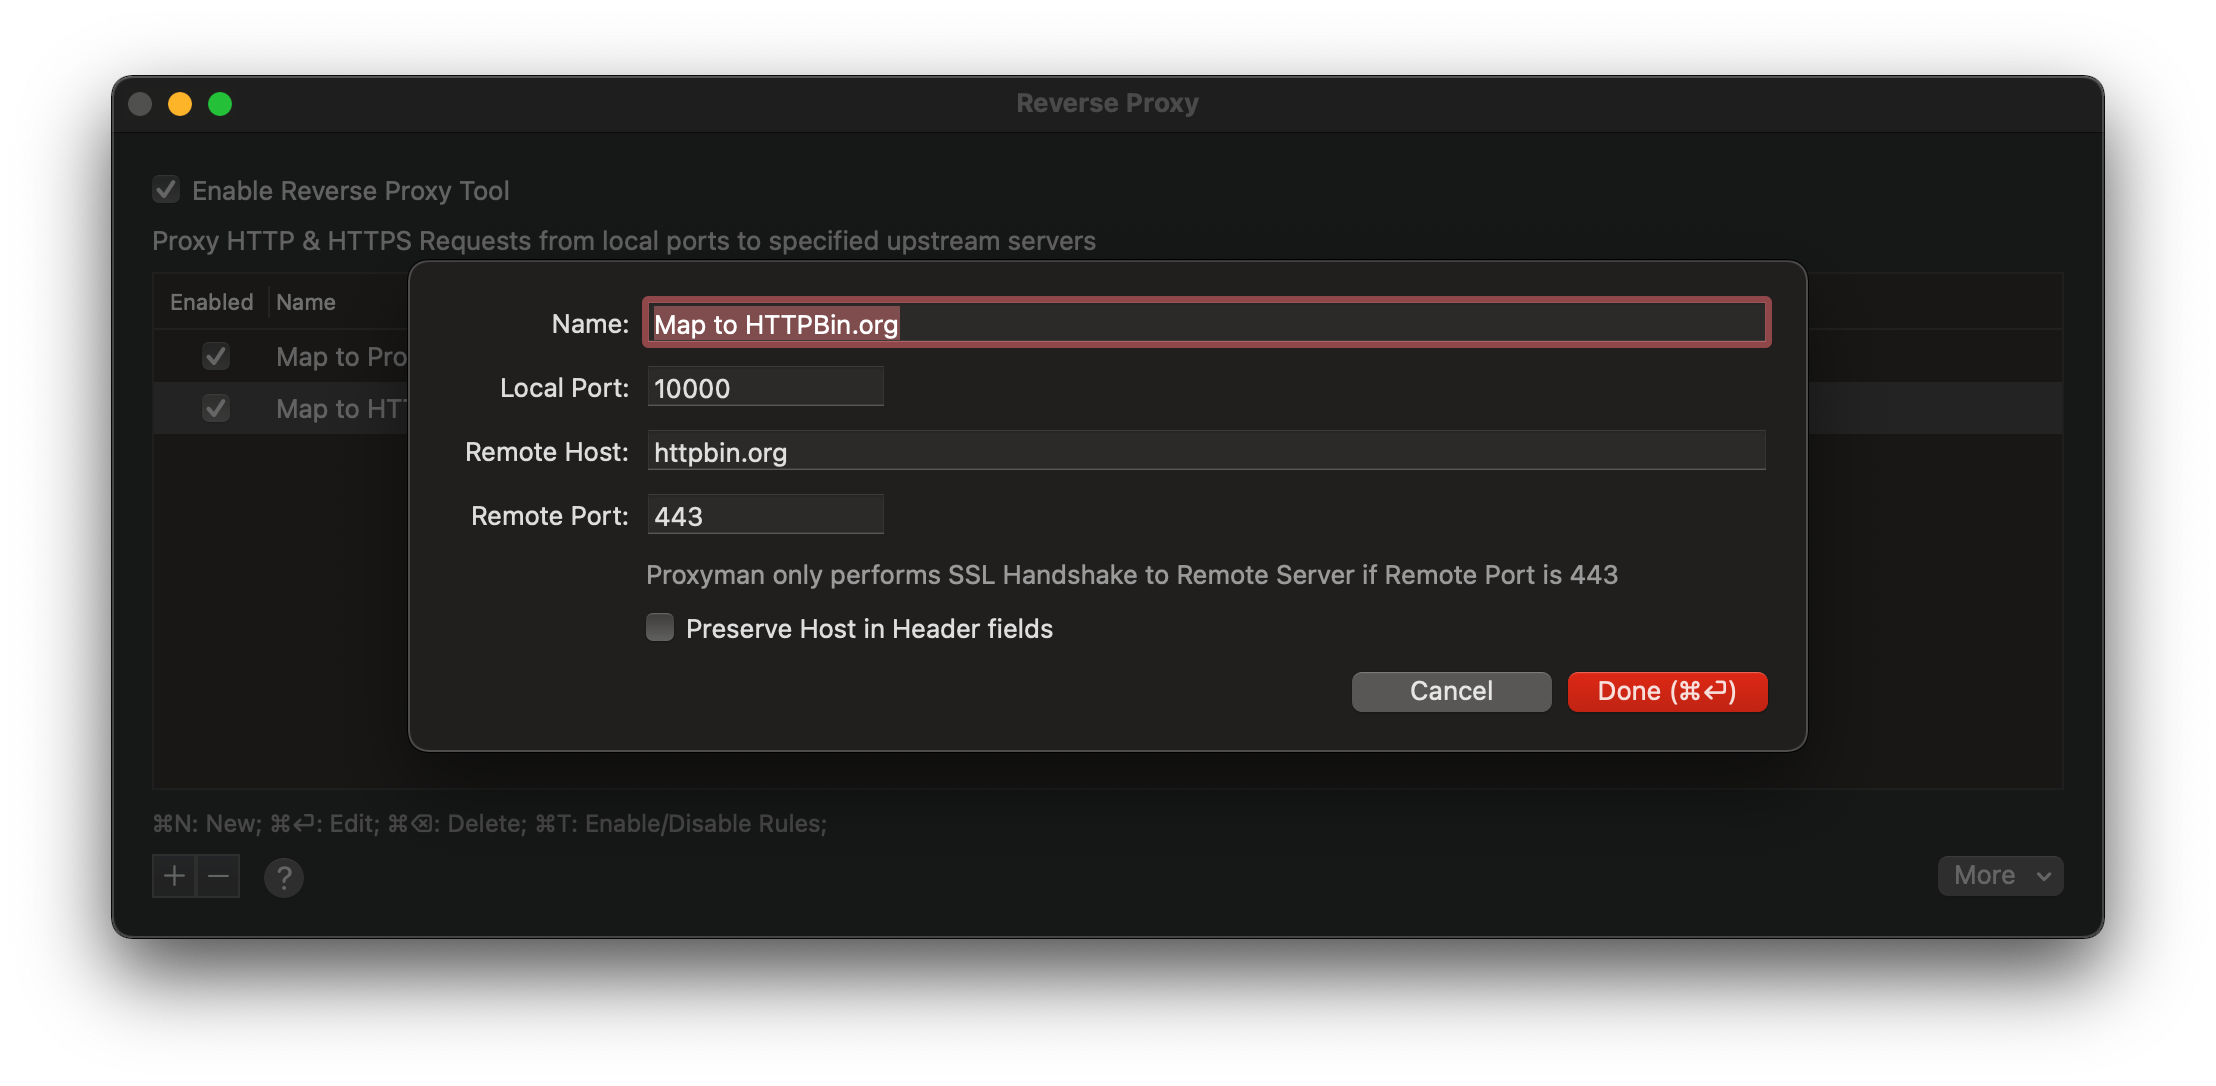 Reverse Proxy
Enable Reverse Proxy Tool
Proxy HTTP & HTTPS Requests from local ports to specified upstream servers
Enabled Name
Map to Pro
Map to HT
Name: Map to HTTPBin.org
Local Port: 10000
Remote Host: httpbin.org
Remote Port: 443
Proxyman only performs SSL Handshake to Remote Server if Remote Port is 443
Preserve Host in Header fields
Cancel Done (⌘↩)
⌘N: New; ⌘↩: Edit; ⌘⌫: Delete; ⌘T: Enable/Disable Rules;
+ − ? More